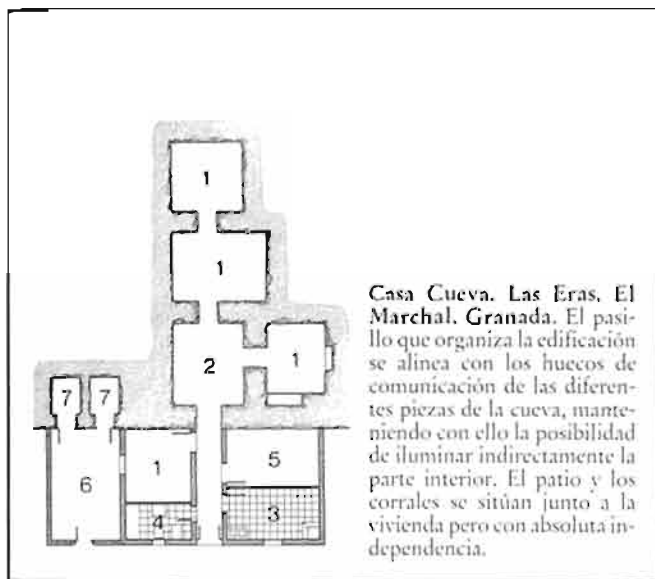 1
1
2
1
7 7
1
5
6
4
3
Casa Cueva. Las Eras. El
Marchal. Granada. El pasi-
llo que organiza la edificación
se alinea con los huecos de
comunicación de las diferen-
tes piezas de la cueva, mante-
niendo con ello la posibilidad
de iluminar indirectamente la
parte interior. El patio y los
corrales se sitúan junto a la
vivienda pero con absoluta in-
dependencia.